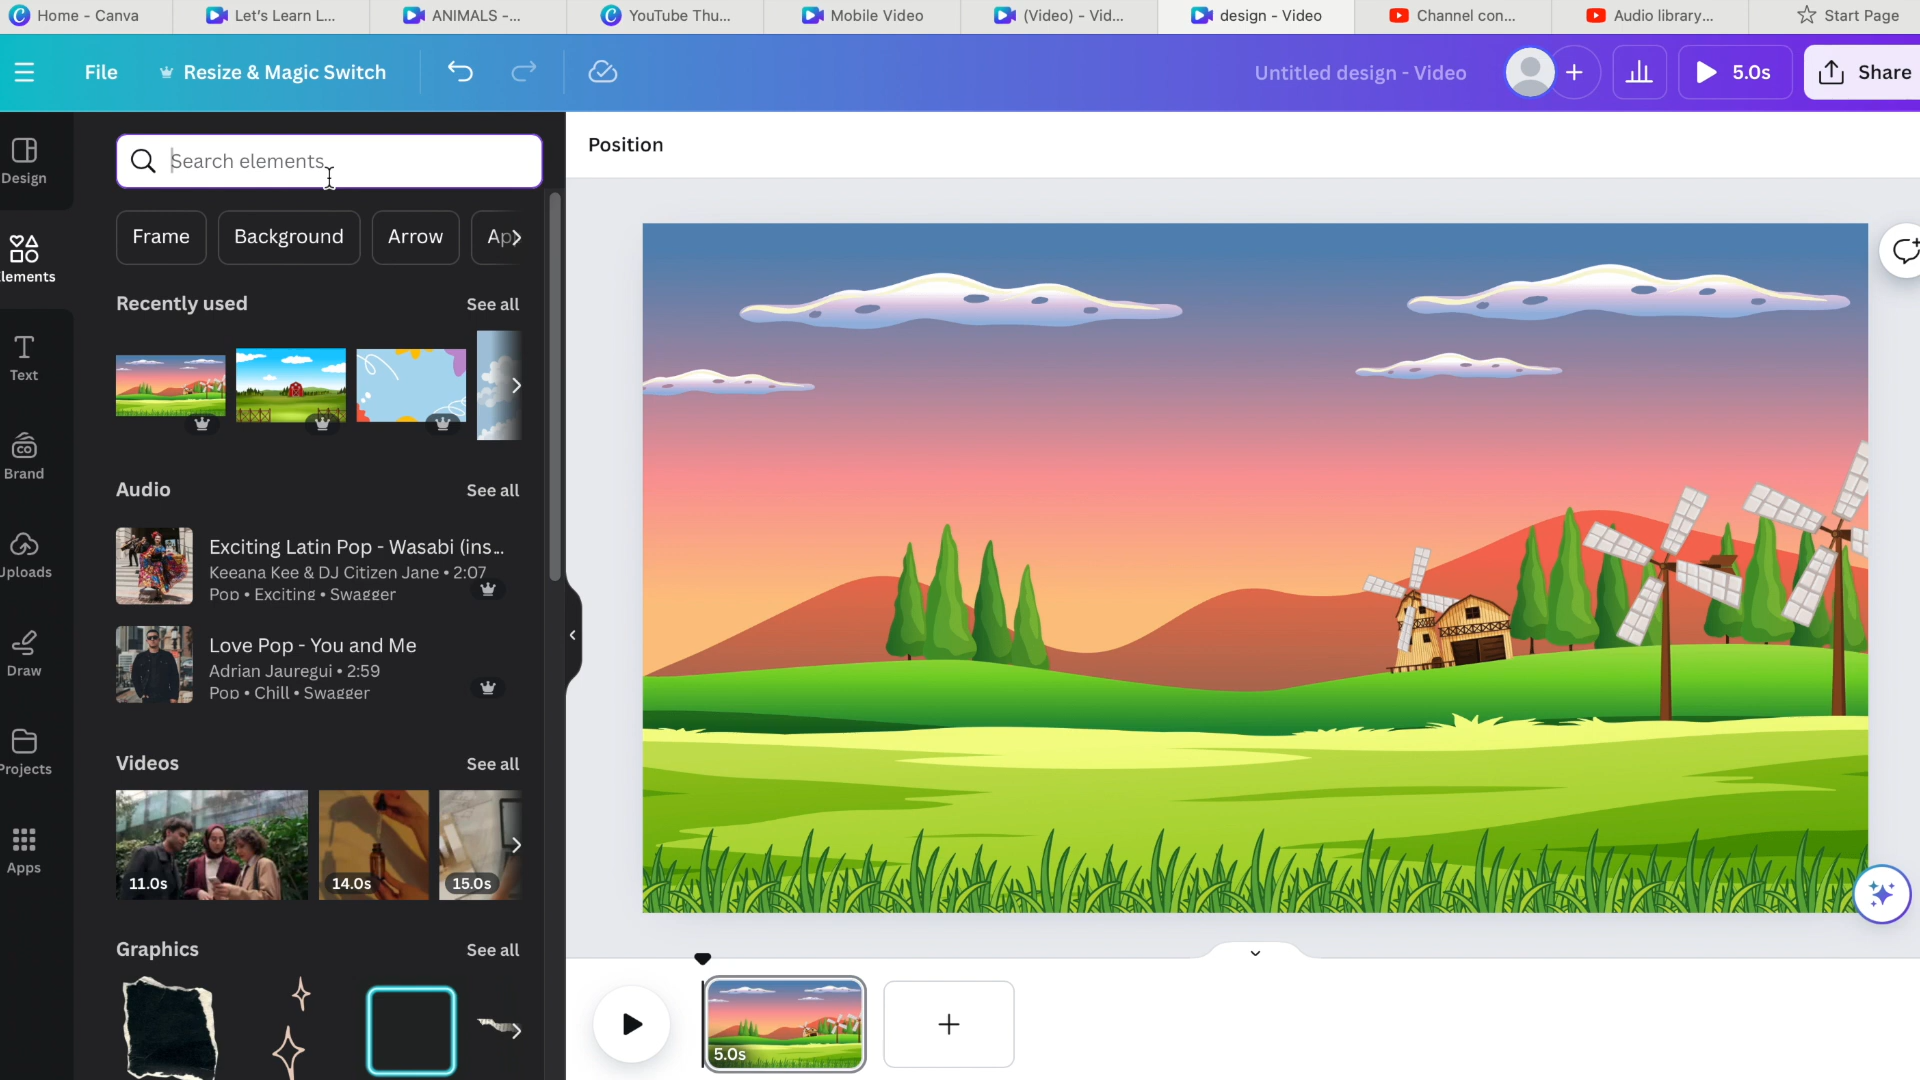 Home - Canva
Let's Learn L...
ANIMALS -...
YouTube Thu...
Mobile Video
(Video) - Vid...
design - Video
Channel con...
Audio library...
Start Page
File
Resize & Magic Switch
Untitled design - Video
5.0s
Share
Design
Search elements
Position
Frame
Background
Arrow
Ap
lements
Recently used
See all
Text
Brand
Audio
See all
Exciting Latin Pop - Wasabi (ins...
Keeana Kee & DJ Citizen Jane • 2:07
Pop • Exciting • Swagger
Uploads
Love Pop - You and Me
Adrian Jauregui • 2:59
Pop • Chill • Swagger
Draw
Projects
Videos
See all
11.0s
14.0s
15.0s
Apps
Graphics
See all
5.0s